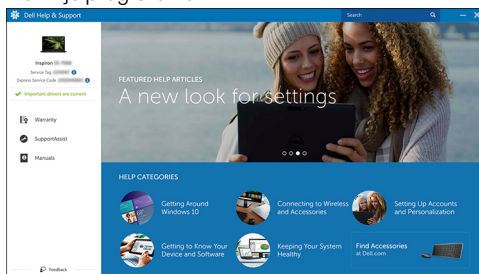 Dell Help & Support
Search
Inspiron
Service Tag
Express Service Code
Important drivers are current
Warranty
SupportAssist
Manuals
Feedback
FEATURED HELP ARTICLES
A new look for settings
HELP CATEGORIES
Getting Around
Windows 10
Connecting to Wireless
and Accessories
Setting Up Accounts
and Personalization
Getting to Know Your
Device and Software
Keeping Your System
Healthy
Find Accessories
at Dell.com